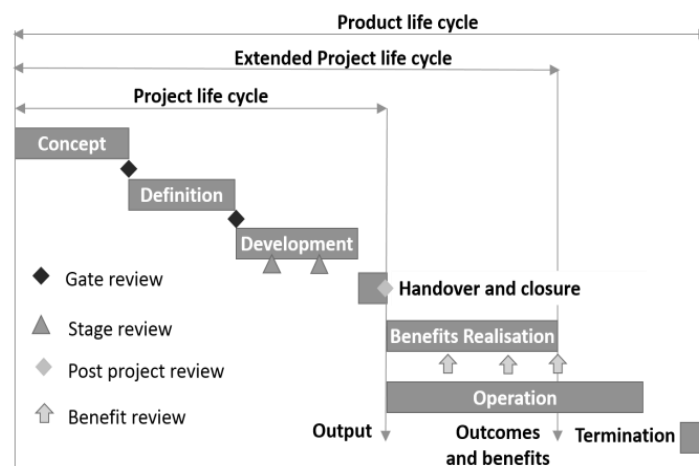 Product life cycle
Extended Project life cycle
Project life cycle
Concept
Definition
Development
Gate review
Handover and closure
Stage review
Benefits Realisation
Post project review
Operation
Benefit review
Output
Outcomes
and benefits
Termination